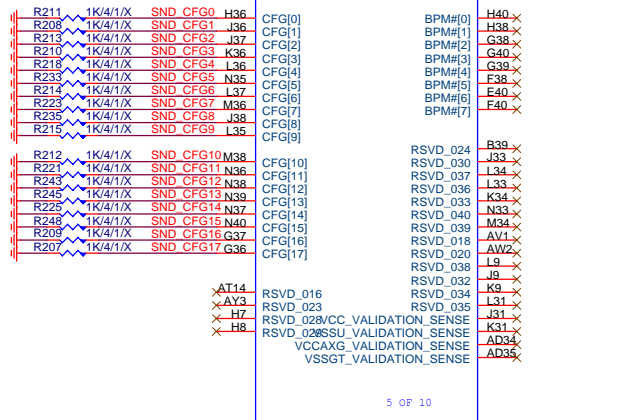 R211 1K/4/1/X SND_CFG0 H36 CFG[0] BPM#[0] H40
R208 1K/4/1/X SND_CFG1 J36 CFG[1] BPM#[1] H38
R213 1K/4/1/X SND_CFG2 J37 CFG[2] BPM#[2] G38
R210 1K/4/1/X SND_CFG3 K36 CFG[3] BPM#[3] G40
R218 1K/4/1/X SND_CFG4 L36 CFG[4] BPM#[4] G39
R233 1K/4/1/X SND_CFG5 N35 CFG[5] BPM#[5] F38
R214 1K/4/1/X SND_CFG6 L37 CFG[6] BPM#[6] E40
R223 1K/4/1/X SND_CFG7 M36 CFG[7] BPM#[7] F40
R235 1K/4/1/X SND_CFG8 J38 CFG[8]
R215 1K/4/1/X SND_CFG9 L35 CFG[9]
RSVD_024 B39
R212 1K/4/1/X SND_CFG10 M38 CFG[10] RSVD_030 J33
R221 1K/4/1/X SND_CFG11 N36 CFG[11] RSVD_037 L34
R243 1K/4/1/X SND_CFG12 N38 CFG[12] RSVD_036 L33
R245 1K/4/1/X SND_CFG13 N39 CFG[13] RSVD_033 K34
R225 1K/4/1/X SND_CFG14 N37 CFG[14] RSVD_040 N33
R248 1K/4/1/X SND_CFG15 N40 CFG[15] RSVD_039 M34
R209 1K/4/1/X SND_CFG16 G37 CFG[16] RSVD_018 AV1
R207 1K/4/1/X SND_CFG17 G36 CFG[17] RSVD_020 AW2
RSVD_038 L9
RSVD_032 J9
AT14 RSVD_016 RSVD_034 K9
AY3 RSVD_023 RSVD_035 L31
H7 RSVD_028 VCC_VALIDATION_SENSE J31
H8 RSVD_029 VSSU_VALIDATION_SENSE K31
VCCAXG_VALIDATION_SENSE AD34
VSSGT_VALIDATION_SENSE AD35
5 OF 10